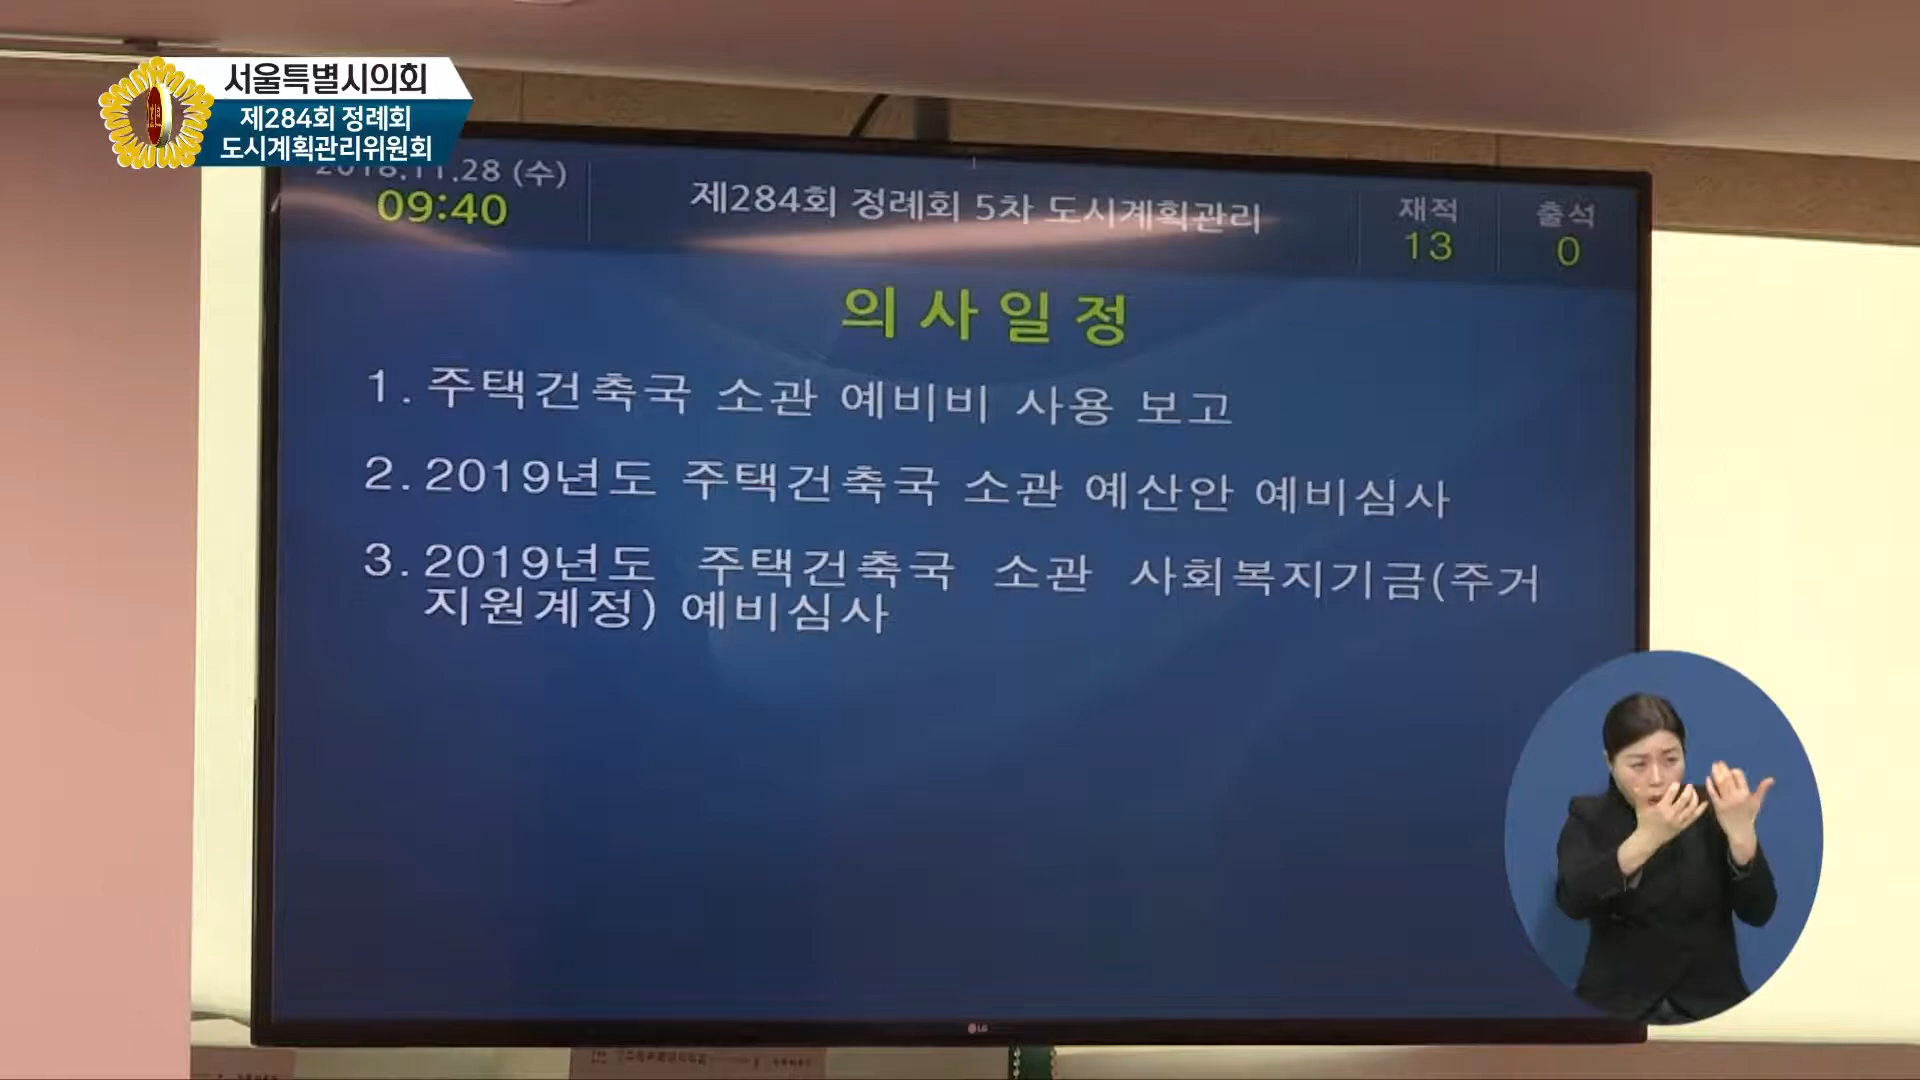 서울특별시의회
제284회 정례회
도시계획관리위원회
2018.11.28 (수)
09:40
제284회 정례회 5차 도시계획관리
재적
13
출석
0
의사일정
1. 주택건축국 소관 예비비 사용 보고
2. 2019년도 주택건축국 소관 예산안 예비심사
3. 2019년도 주택건축국 소관 사회복지기금(주거
지원계정) 예비심사
LG